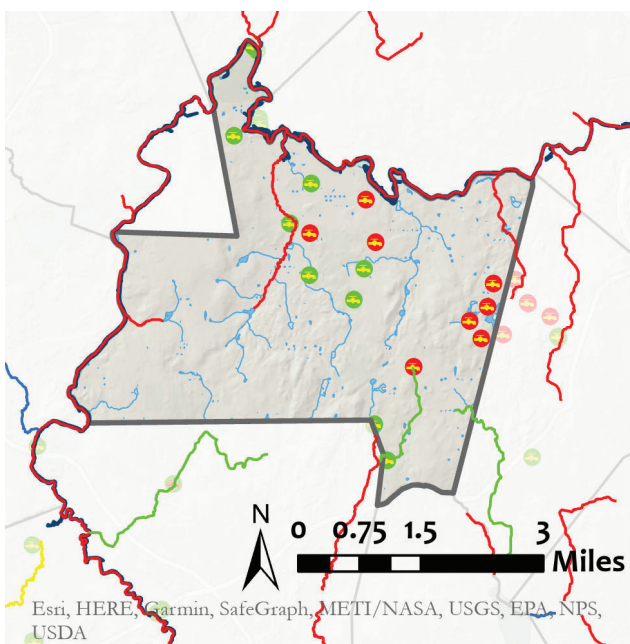 N
0 0.75 1.5 3
Miles
Esri, HERE, Garmin, SafeGraph, METI/NASA, USGS, EPA, NPS,
USDA